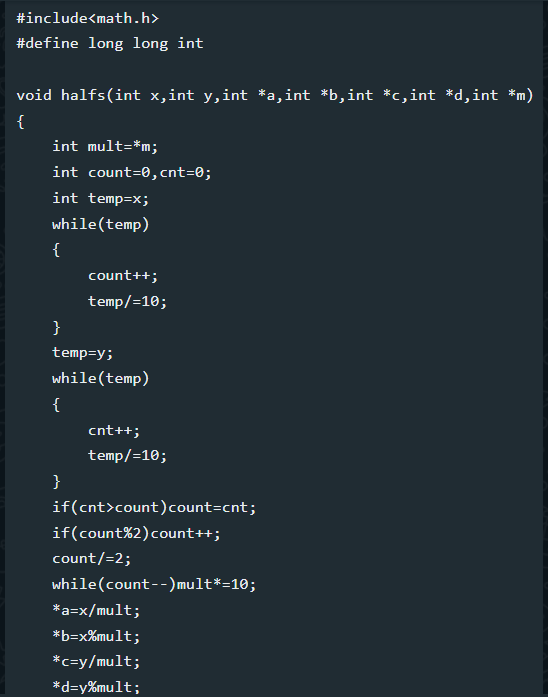 #include<math.h>
#define long long int
void halfs(int x,int y,int *a,int *b,int *c,int *d,int *m)
{
int mult=*m;
int count=0,cnt=0;
int temp=x;
while(temp)
{
count++;
temp/=10;
}
temp=y;
while(temp)
{
cnt++;
temp/=10;
}
if(cnt>count)count=cnt;
if(count%2)count++;
count/=2;
while(count--)mult*=10;
*a=x/mult;
*b=x%mult;
*c=y/mult;
*d=y%mult;